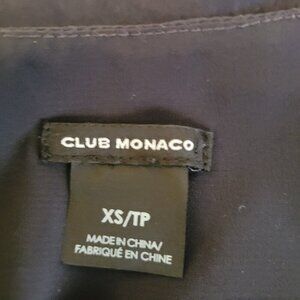 CLUB MONACO
XS/TP
MADE IN CHINA/
FABRIQUÉ EN CHINE